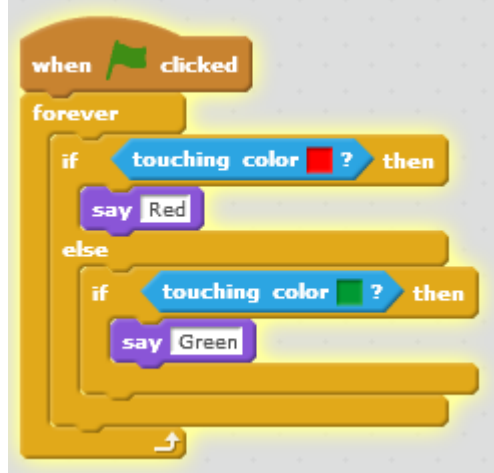 when clicked
forever
if touching color ? then
say Red
else
if touching color ? then
say Green